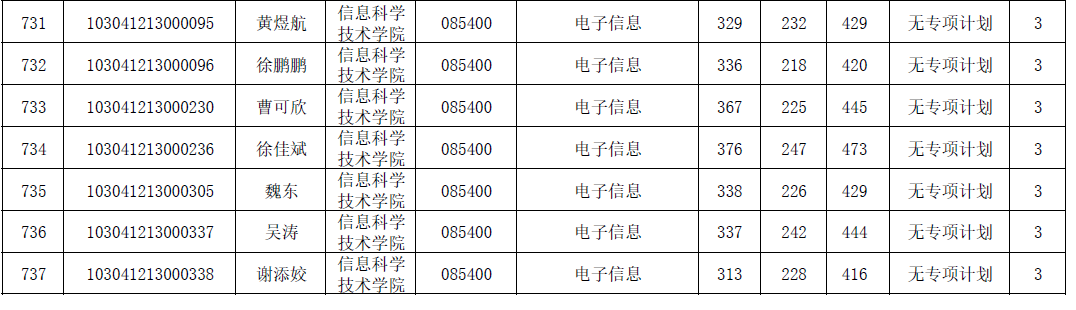 731 103041213000095 黄煜航 信息科学 085400 电子信息 329 232 429 无专项计划 3
技术学院
732 103041213000096 徐鹏鹏 信息科学 085400 电子信息 336 218 420 无专项计划 3
技术学院
733 103041213000230 曹可欣 信息科学 085400 电子信息 367 225 445 无专项计划 3
技术学院
734 103041213000236 徐佳斌 信息科学 085400 电子信息 376 247 473 无专项计划 3
技术学院
735 103041213000305 魏东 信息科学 085400 电子信息 338 226 429 无专项计划 3
技术学院
736 103041213000337 吴涛 信息科学 085400 电子信息 337 242 444 无专项计划 3
技术学院
737 103041213000338 谢添姣 信息科学 085400 电子信息 313 228 416 无专项计划 3
技术学院